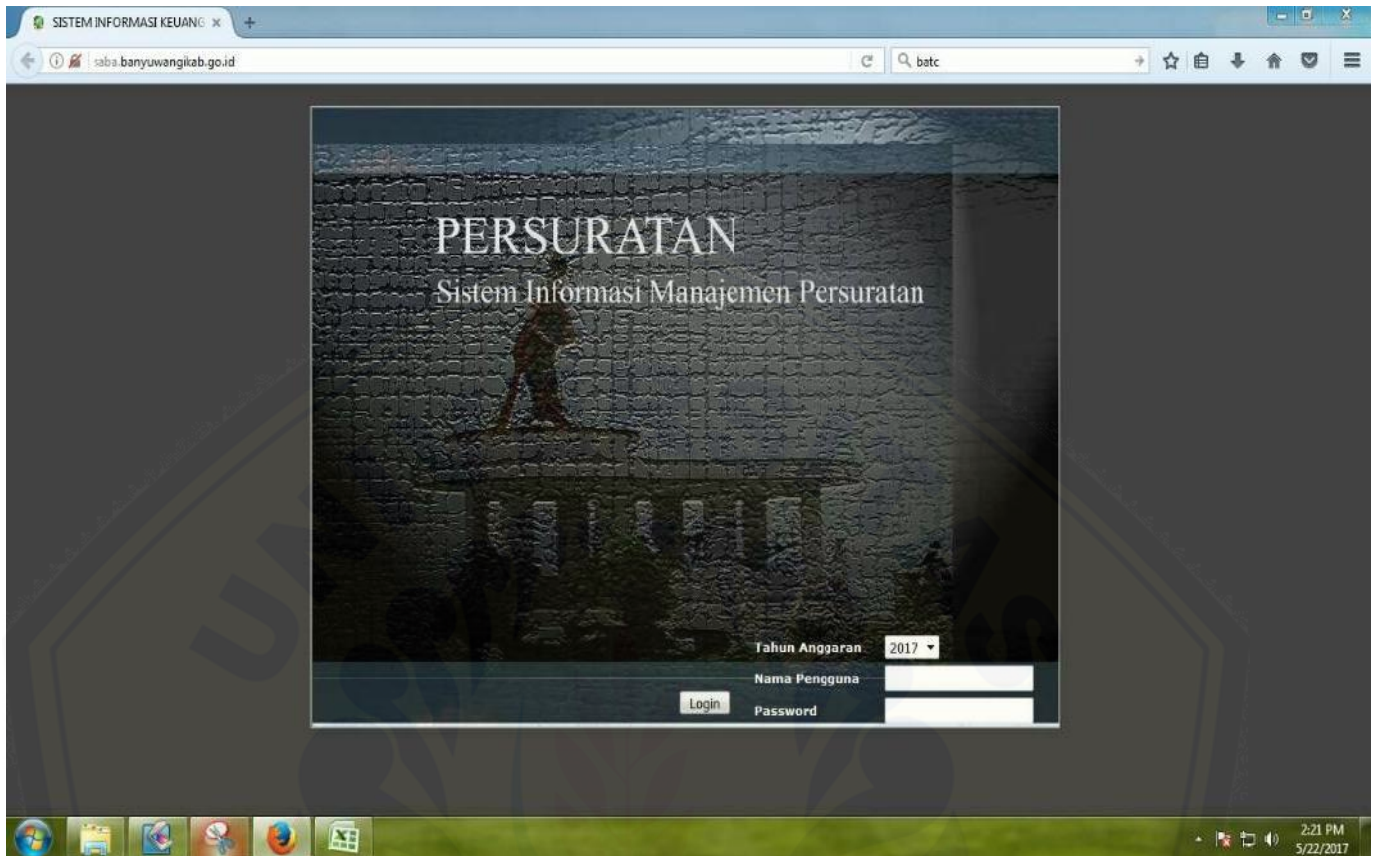 SISTEM INFORMASI KEUANG
saba.banyuwangikab.go.id
batc
PERSURATAN
Sistem Informasi Manajemen Persuratan
Tahun Anggaran 2017
Nama Pengguna
Login
Password
2:21 PM
5/22/2017